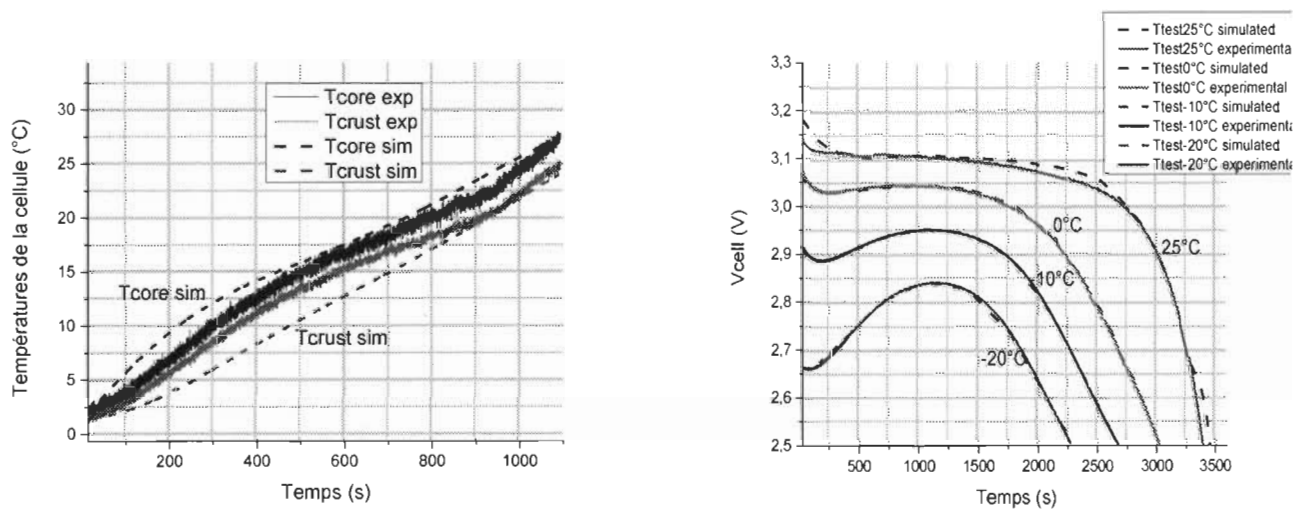 Températures de la cellule (°C)
30
25
20
15
10
5
0
Tcore exp
Tcrust exp
Tcore sim
Tcrust sim
Tcore sim
Tcrust sim
200 400 600 800 1000
Temps (s)
Ttest25°C simulated
Ttest25°C experimenta
Ttest0°C simulated
Ttest0°C experimental
Ttest-10°C simulated
Ttest-10°C experimenta
Ttest-20°C simulated
Ttest-20°C experimenta
Vcell (V)
3,3
3,2
3,1
3,0
2,9
2,8
2,7
2,6
2,5
0°C
25°C
-10°C
-20°C
500 1000 1500 2000 2500 3000 3500
Temps (s)